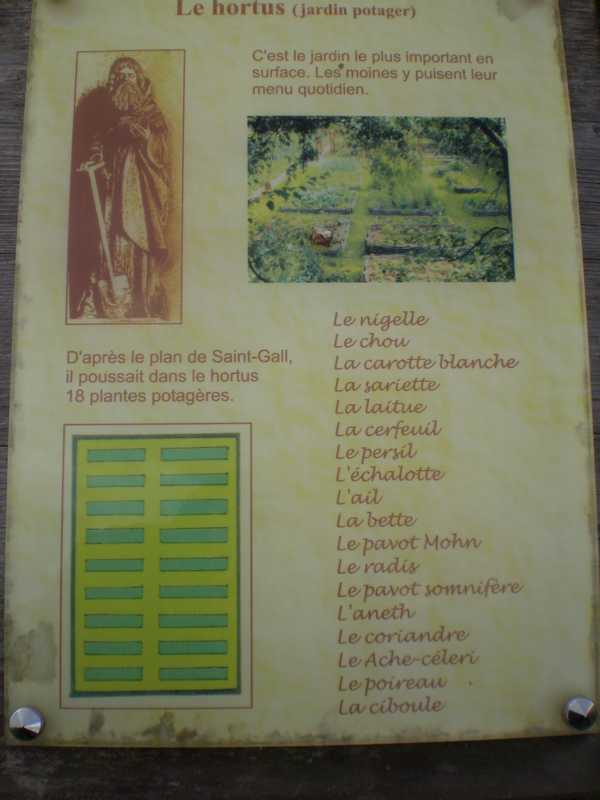 Le hortus (jardin potager)
C'est le jardin le plus important en
surface. Les moines y puisent leur
menu quotidien.
D'après le plan de Saint-Gall,
il poussait dans le hortus
18 plantes potagères.
Le nigelle
Le chou
La carotte blanche
La sariette
La laitue
La cerfeuil
Le persil
L'échalotte
L'ail
La bette
Le pavot Mohn
Le radis
Le pavot somnifère
L'aneth
Le coriandre
Le Ache-céleri
Le poireau
La ciboule